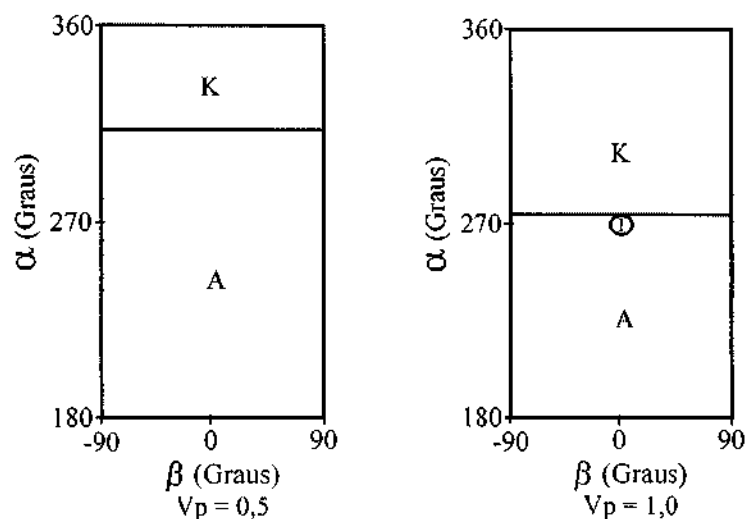 360
K
α (Graus)
270
A
180
-90 0 90
β (Graus)
Vp = 0,5
360
K
α (Graus)
270
1
A
180
-90 0 90
β (Graus)
Vp = 1,0